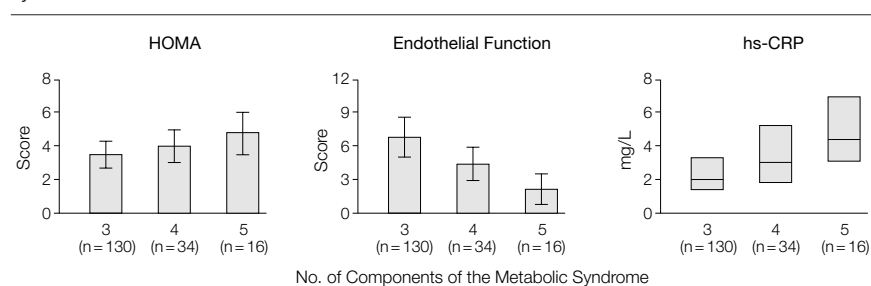 HOMA
Endothelial Function
hs-CRP
8
6
4
2
0
Score
3
4
5
(n=130)
(n=34)
(n=16)
12
9
6
3
0
Score
3
4
5
(n=130)
(n=34)
(n=16)
8
6
4
2
0
mg/L
3
4
5
(n=130)
(n=34)
(n=16)
No. of Components of the Metabolic Syndrome